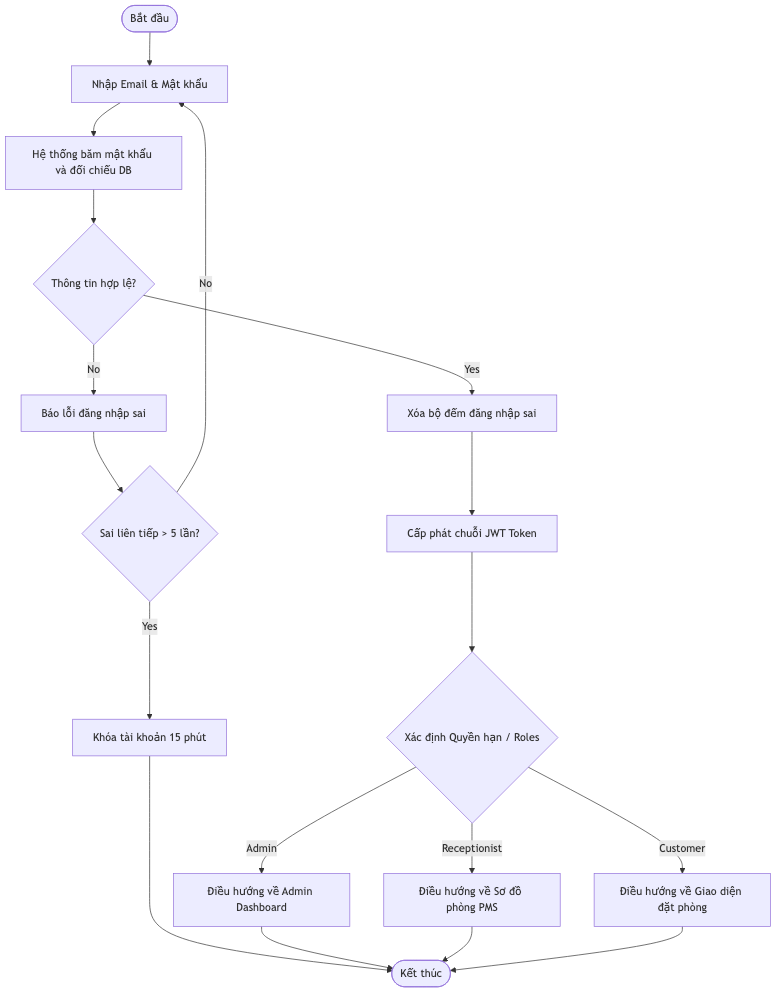 Bắt đầu
Nhập Email & Mật khẩu
Hệ thống băm mật khẩu
và đối chiếu DB
Thông tin hợp lệ?
No
No
Yes
Báo lỗi đăng nhập sai
Xóa bộ đếm đăng nhập sai
Sai liên tiếp > 5 lần?
Cấp phát chuỗi JWT Token
Yes
Khóa tài khoản 15 phút
Xác định Quyền hạn / Roles
Admin
Receptionist
Customer
Điều hướng về Admin
Dashboard
Điều hướng về Sơ đồ
phòng PMS
Điều hướng về Giao diện
đặt phòng
Kết thúc